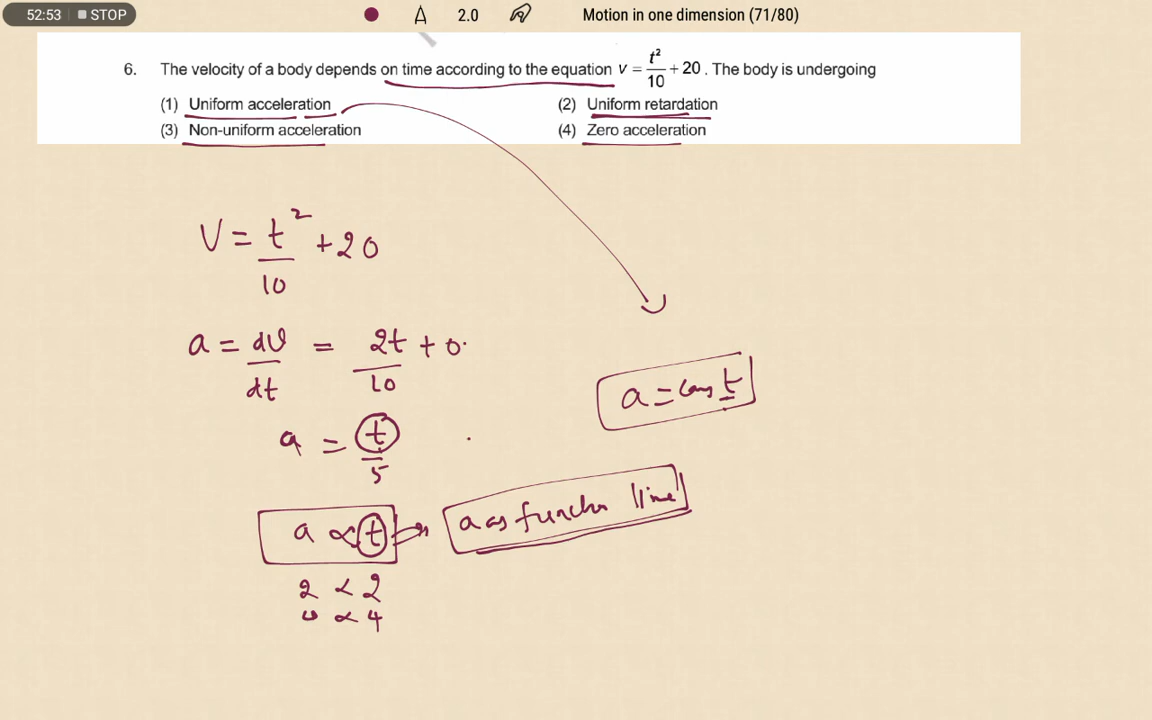 52:53 STOP 2.0 Motion in one dimension (71/80)
6. The velocity of a body depends on time according to the equation v = t²/10 + 20 . The body is undergoing
(1) Uniform acceleration (2) Uniform retardation
(3) Non-uniform acceleration (4) Zero acceleration
V = t²/10 + 20
a = dv/dt = 2t/10 + 0
a = const
a = t/5
a ∝ t a as functn time
2 ∝ 2
4 ∝ 4